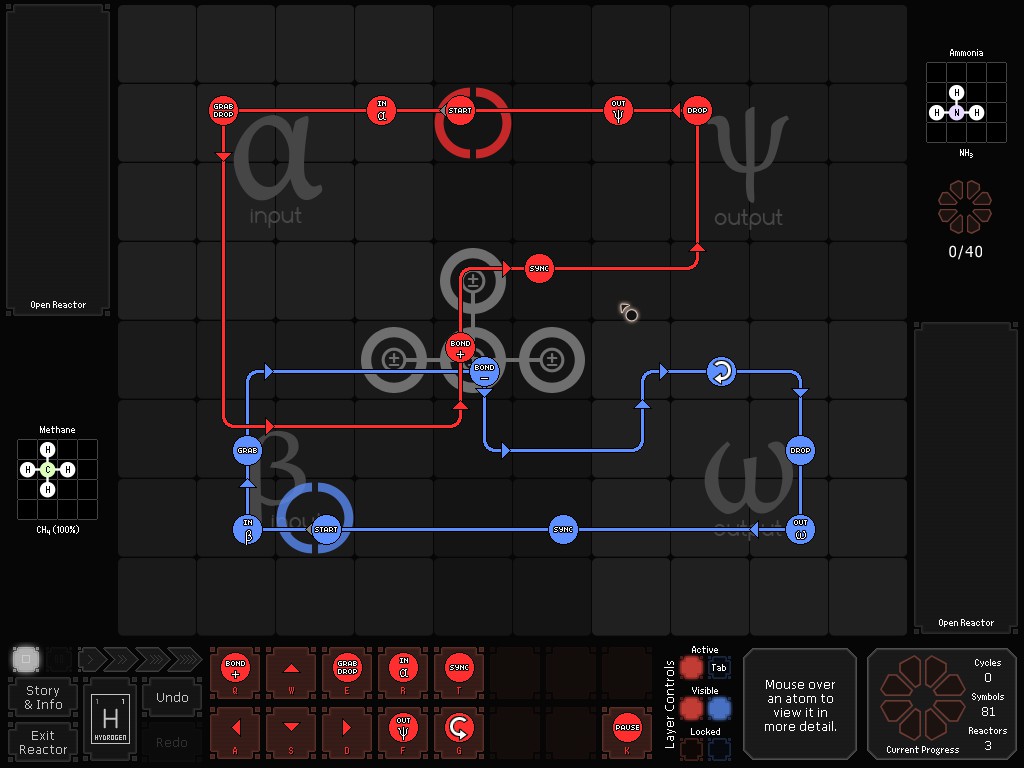 Ammonia
H
H N H
NH₃
0/40
Open Reactor
Open Reactor
Methane
H
H C H
H
CH₄ (100%)
GRAB DROP
IN α
START
OUT ψ
DROP
α
input
ψ
output
SYNC
±
±
±
BOND +
BOND -
GRAB
DROP
β
ω
output
IN β
START
SYNC
OUT ω
BOND +
Q
W
GRAB DROP
E
IN α
R
SYNC
T
A
S
D
OUT ψ
F
G
PAUSE
K
Story & Info
Exit Reactor
1 1
H
HYDROGEN
Undo
Redo
Layer Controls
Active
Tab
Visible
Locked
Mouse over
an atom to
view it in
more detail.
Cycles
0
Symbols
81
Reactors
3
Current Progress